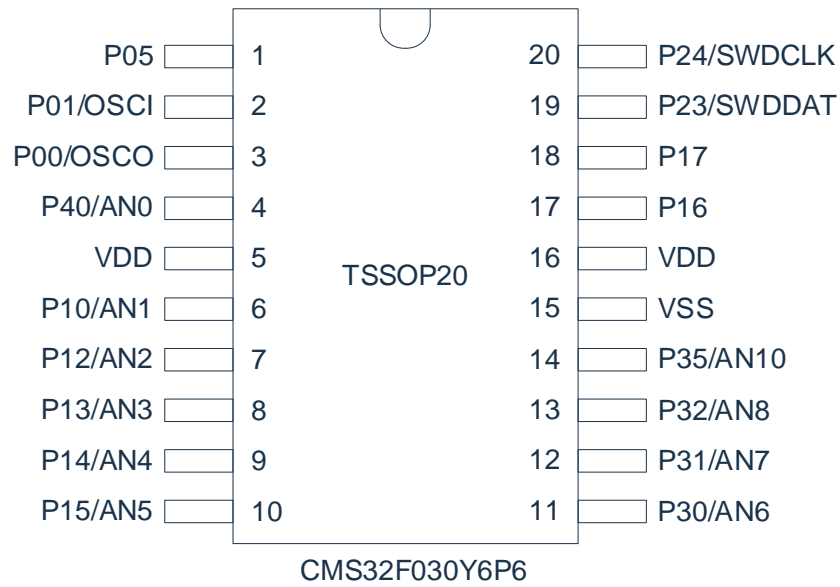 P05 1 20 P24/SWDCLK
P01/OSCI 2 19 P23/SWDDAT
P00/OSCO 3 18 P17
P40/AN0 4 17 P16
VDD 5 16 VDD
TSSOP20
P10/AN1 6 15 VSS
P12/AN2 7 14 P35/AN10
P13/AN3 8 13 P32/AN8
P14/AN4 9 12 P31/AN7
P15/AN5 10 11 P30/AN6
CMS32F030Y6P6